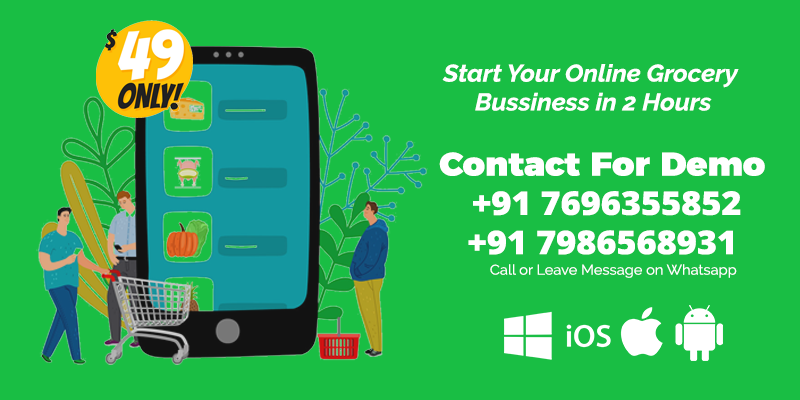 $49
ONLY!
Start Your Online Grocery
Bussiness in 2 Hours
Contact For Demo
+91 7696355852
+91 7986568931
Call or Leave Message on Whatsapp
iOS